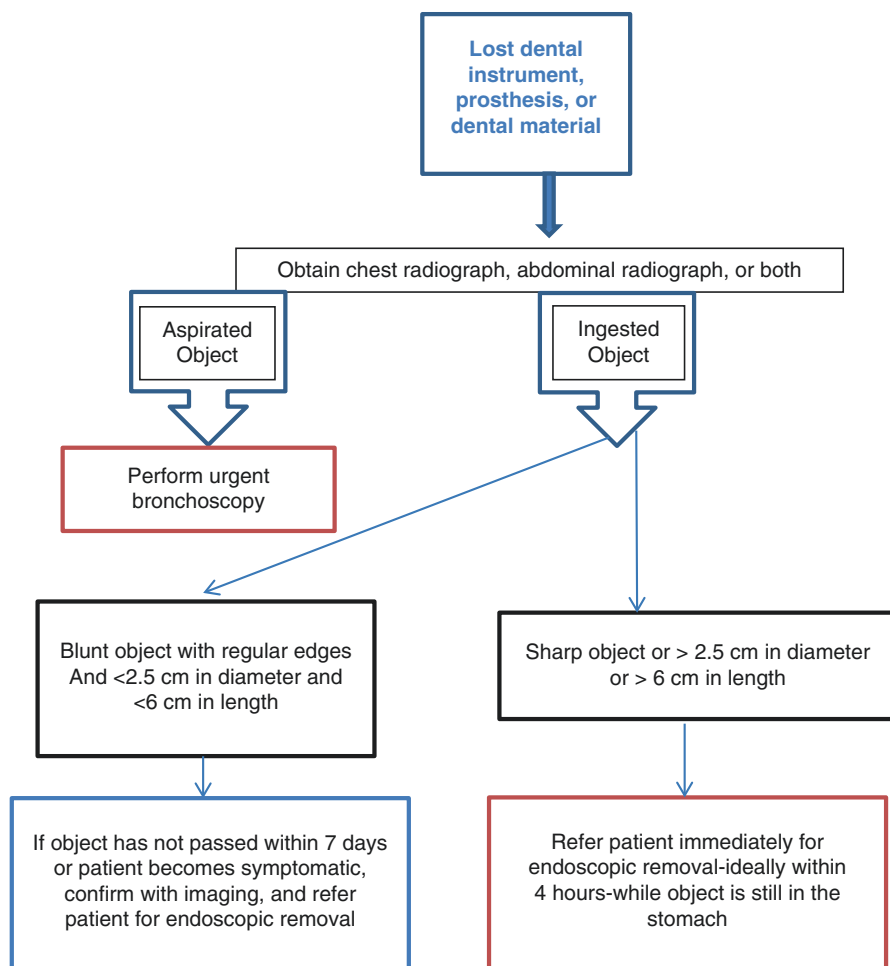 Lost dental
instrument,
prosthesis, or
dental material
Obtain chest radiograph, abdominal radiograph, or both
Aspirated
Object
Ingested
Object
Perform urgent
bronchoscopy
Blunt object with regular edges
And <2.5 cm in diameter and
<6 cm in length
Sharp object or > 2.5 cm in diameter
or > 6 cm in length
If object has not passed within 7 days
or patient becomes symptomatic,
confirm with imaging, and refer
patient for endoscopic removal
Refer patient immediately for
endoscopic removal-ideally within
4 hours-while object is still in the
stomach